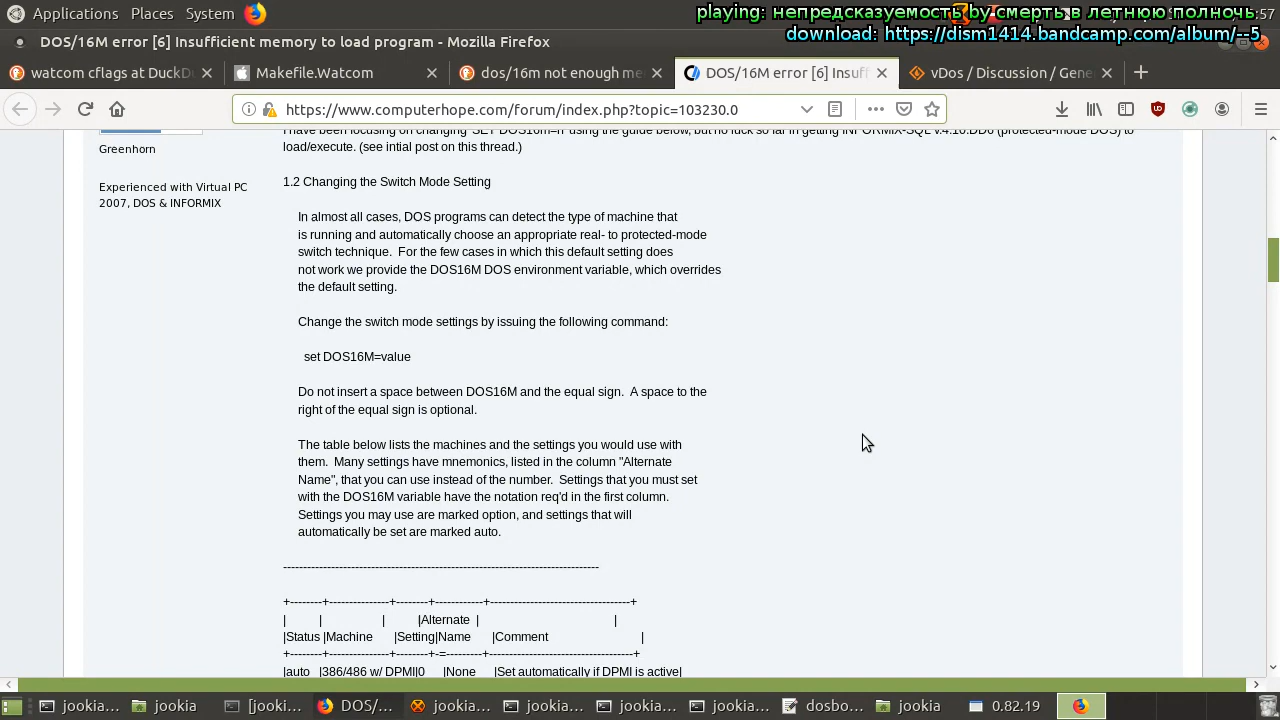 Applications Places System
playing: непредсказуемость by смерть в летнюю полночь
:57
download: https://dism1414.bandcamp.com/album/--5
DOS/16M error [6] Insufficient memory to load program - Mozilla Firefox
watcom cflags at DuckD
Makefile.Watcom
dos/16m not enough me
DOS/16M error [6] Insuff
vDos / Discussion / Gene
https://www.computerhope.com/forum/index.php?topic=103230.0
load/execute. (see intial post on this thread.)
Greenhorn
Experienced with Virtual PC
2007, DOS & INFORMIX
1.2 Changing the Switch Mode Setting
In almost all cases, DOS programs can detect the type of machine that
is running and automatically choose an appropriate real- to protected-mode
switch technique.  For the few cases in which this default setting does
not work we provide the DOS16M DOS environment variable, which overrides
the default setting.
Change the switch mode settings by issuing the following command:
set DOS16M=value
Do not insert a space between DOS16M and the equal sign.  A space to the
right of the equal sign is optional.
The table below lists the machines and the settings you would use with
them.  Many settings have mnemonics, listed in the column "Alternate
Name", that you can use instead of the number.  Settings that you must set
with the DOS16M variable have the notation req'd in the first column.
Settings you may use are marked option, and settings that will
automatically be set are marked auto.
-------------------------------------------------------------------------------
+--------+---------------+--------+------------+-----------------------------------+
|          |                |          |Alternate  |                                  |
|Status |Machine      |Setting|Name      |Comment                       |
+--------+---------------+--------+-=---------+------------------------------------+
|auto   |386/486 w/ DPMI|0      |None      |Set automatically if DPMI is active|
jookia...
jookia
[jooki...
DOS/...
jookia...
jookia...
jookia...
jookia...
dosbo...
jookia
0.82.19